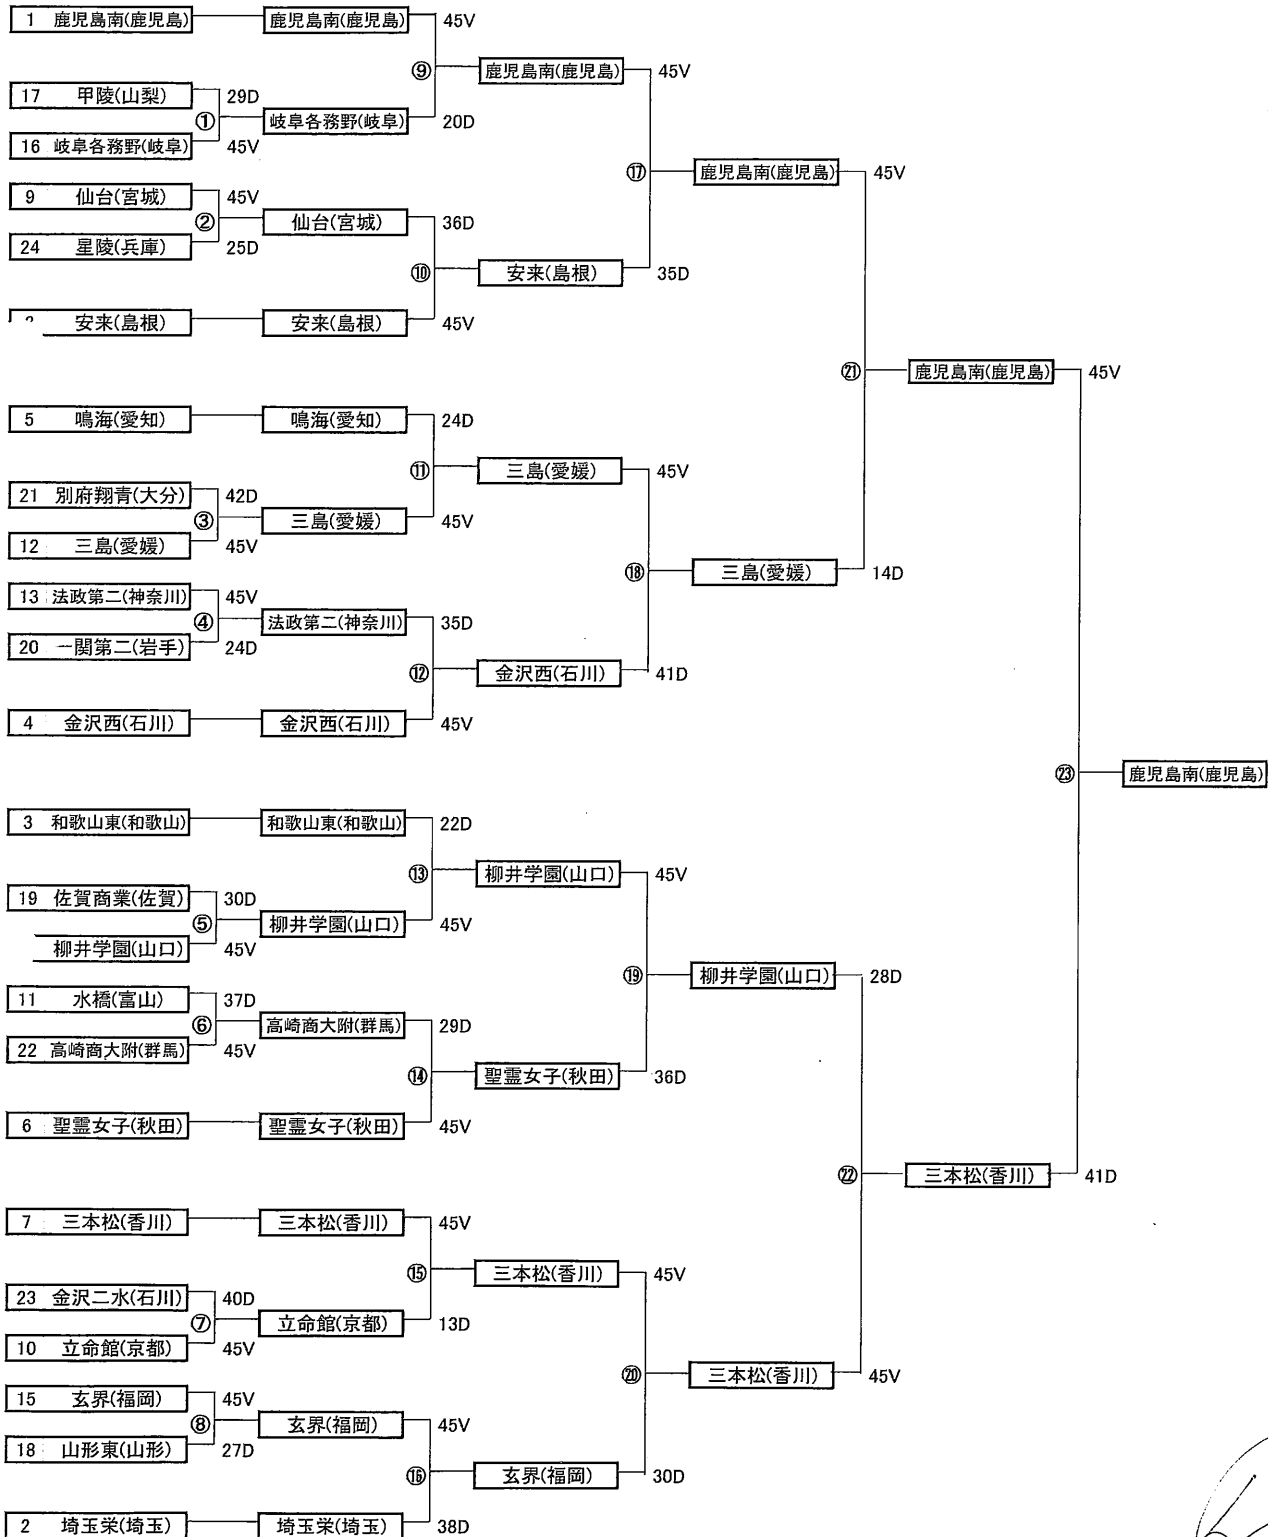 1 鹿児島南(鹿児島) 鹿児島南(鹿児島) 45V
⑨ 鹿児島南(鹿児島) 45V
17 甲陵(山梨) 29D
① 岐阜各務野(岐阜) 20D
16 岐阜各務野(岐阜) 45V
⑰ 鹿児島南(鹿児島) 45V
9 仙台(宮城) 45V
② 仙台(宮城) 36D
24 星陵(兵庫) 25D
⑩ 安来(島根) 35D
安来(島根) 安来(島根) 45V
㉑ 鹿児島南(鹿児島) 45V
5 鳴海(愛知) 鳴海(愛知) 24D
⑪ 三島(愛媛) 45V
21 別府翔青(大分) 42D
③ 三島(愛媛) 45V
12 三島(愛媛) 45V
⑱ 三島(愛媛) 14D
13 法政第二(神奈川) 45V
④ 法政第二(神奈川) 35D
20 一関第二(岩手) 24D
⑫ 金沢西(石川) 41D
4 金沢西(石川) 金沢西(石川) 45V
㉓ 鹿児島南(鹿児島)
3 和歌山東(和歌山) 和歌山東(和歌山) 22D
⑬ 柳井学園(山口) 45V
19 佐賀商業(佐賀) 30D
⑤ 柳井学園(山口) 45V
柳井学園(山口) 45V
⑲ 柳井学園(山口) 28D
11 水橋(富山) 37D
⑥ 高崎商大附(群馬) 29D
22 高崎商大附(群馬) 45V
⑭ 聖霊女子(秋田) 36D
6 聖霊女子(秋田) 聖霊女子(秋田) 45V
㉒ 三本松(香川) 41D
7 三本松(香川) 三本松(香川) 45V
⑮ 三本松(香川) 45V
23 金沢二水(石川) 40D
⑦ 立命館(京都) 13D
10 立命館(京都) 45V
⑳ 三本松(香川) 45V
15 玄界(福岡) 45V
⑧ 玄界(福岡) 45V
18 山形東(山形) 27D
⑯ 玄界(福岡) 30D
2 埼玉栄(埼玉) 埼玉栄(埼玉) 38D